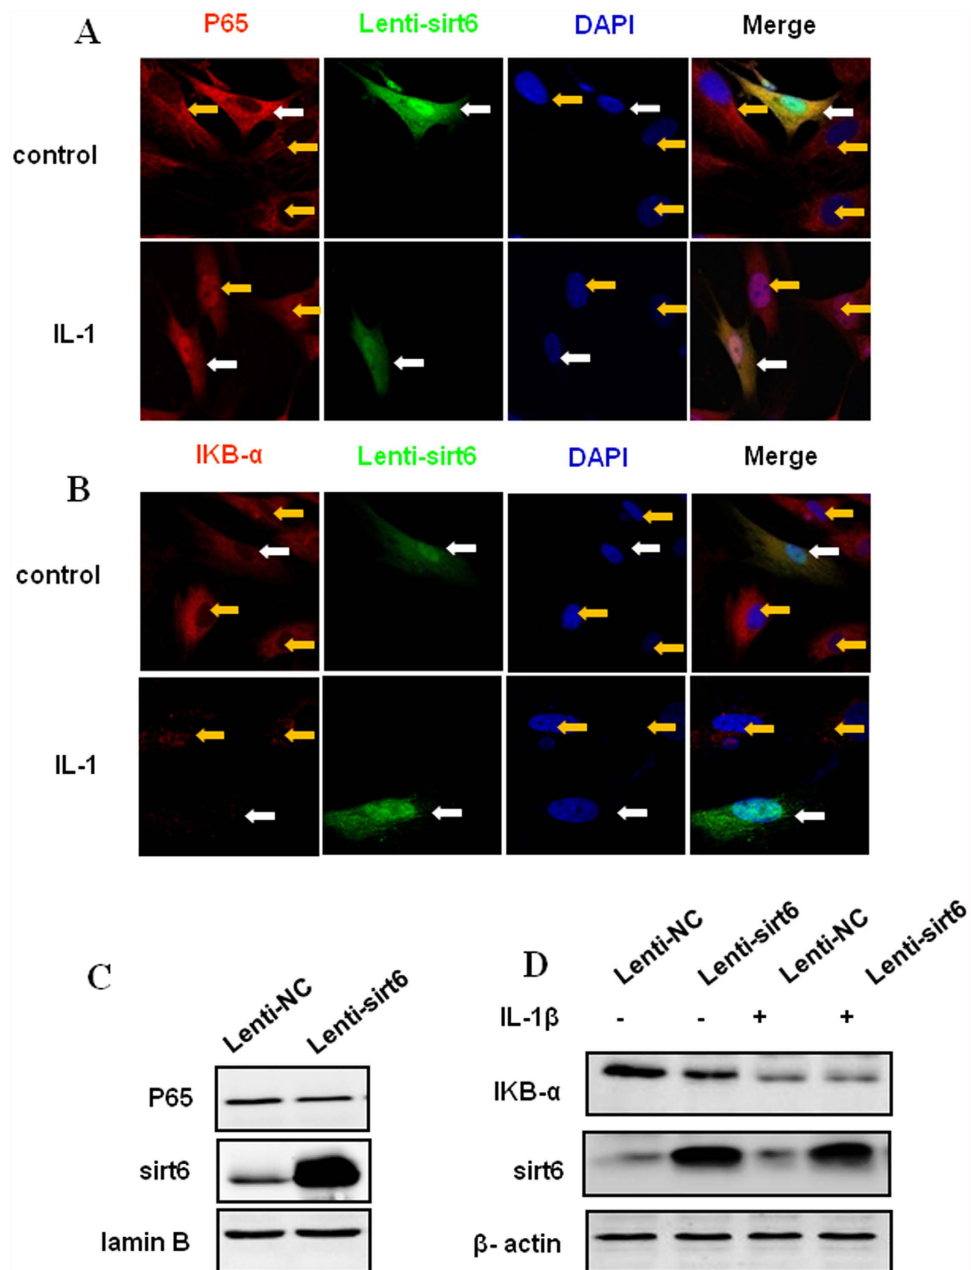 A
P65 Lenti-sirt6 DAPI Merge
control
IL-1
B
IKB-α Lenti-sirt6 DAPI Merge
control
IL-1
C
Lenti-NC Lenti-sirt6
P65
sirt6
lamin B
D
Lenti-NC Lenti-sirt6 Lenti-NC Lenti-sirt6
IL-1β - - + +
IKB-α
sirt6
β- actin